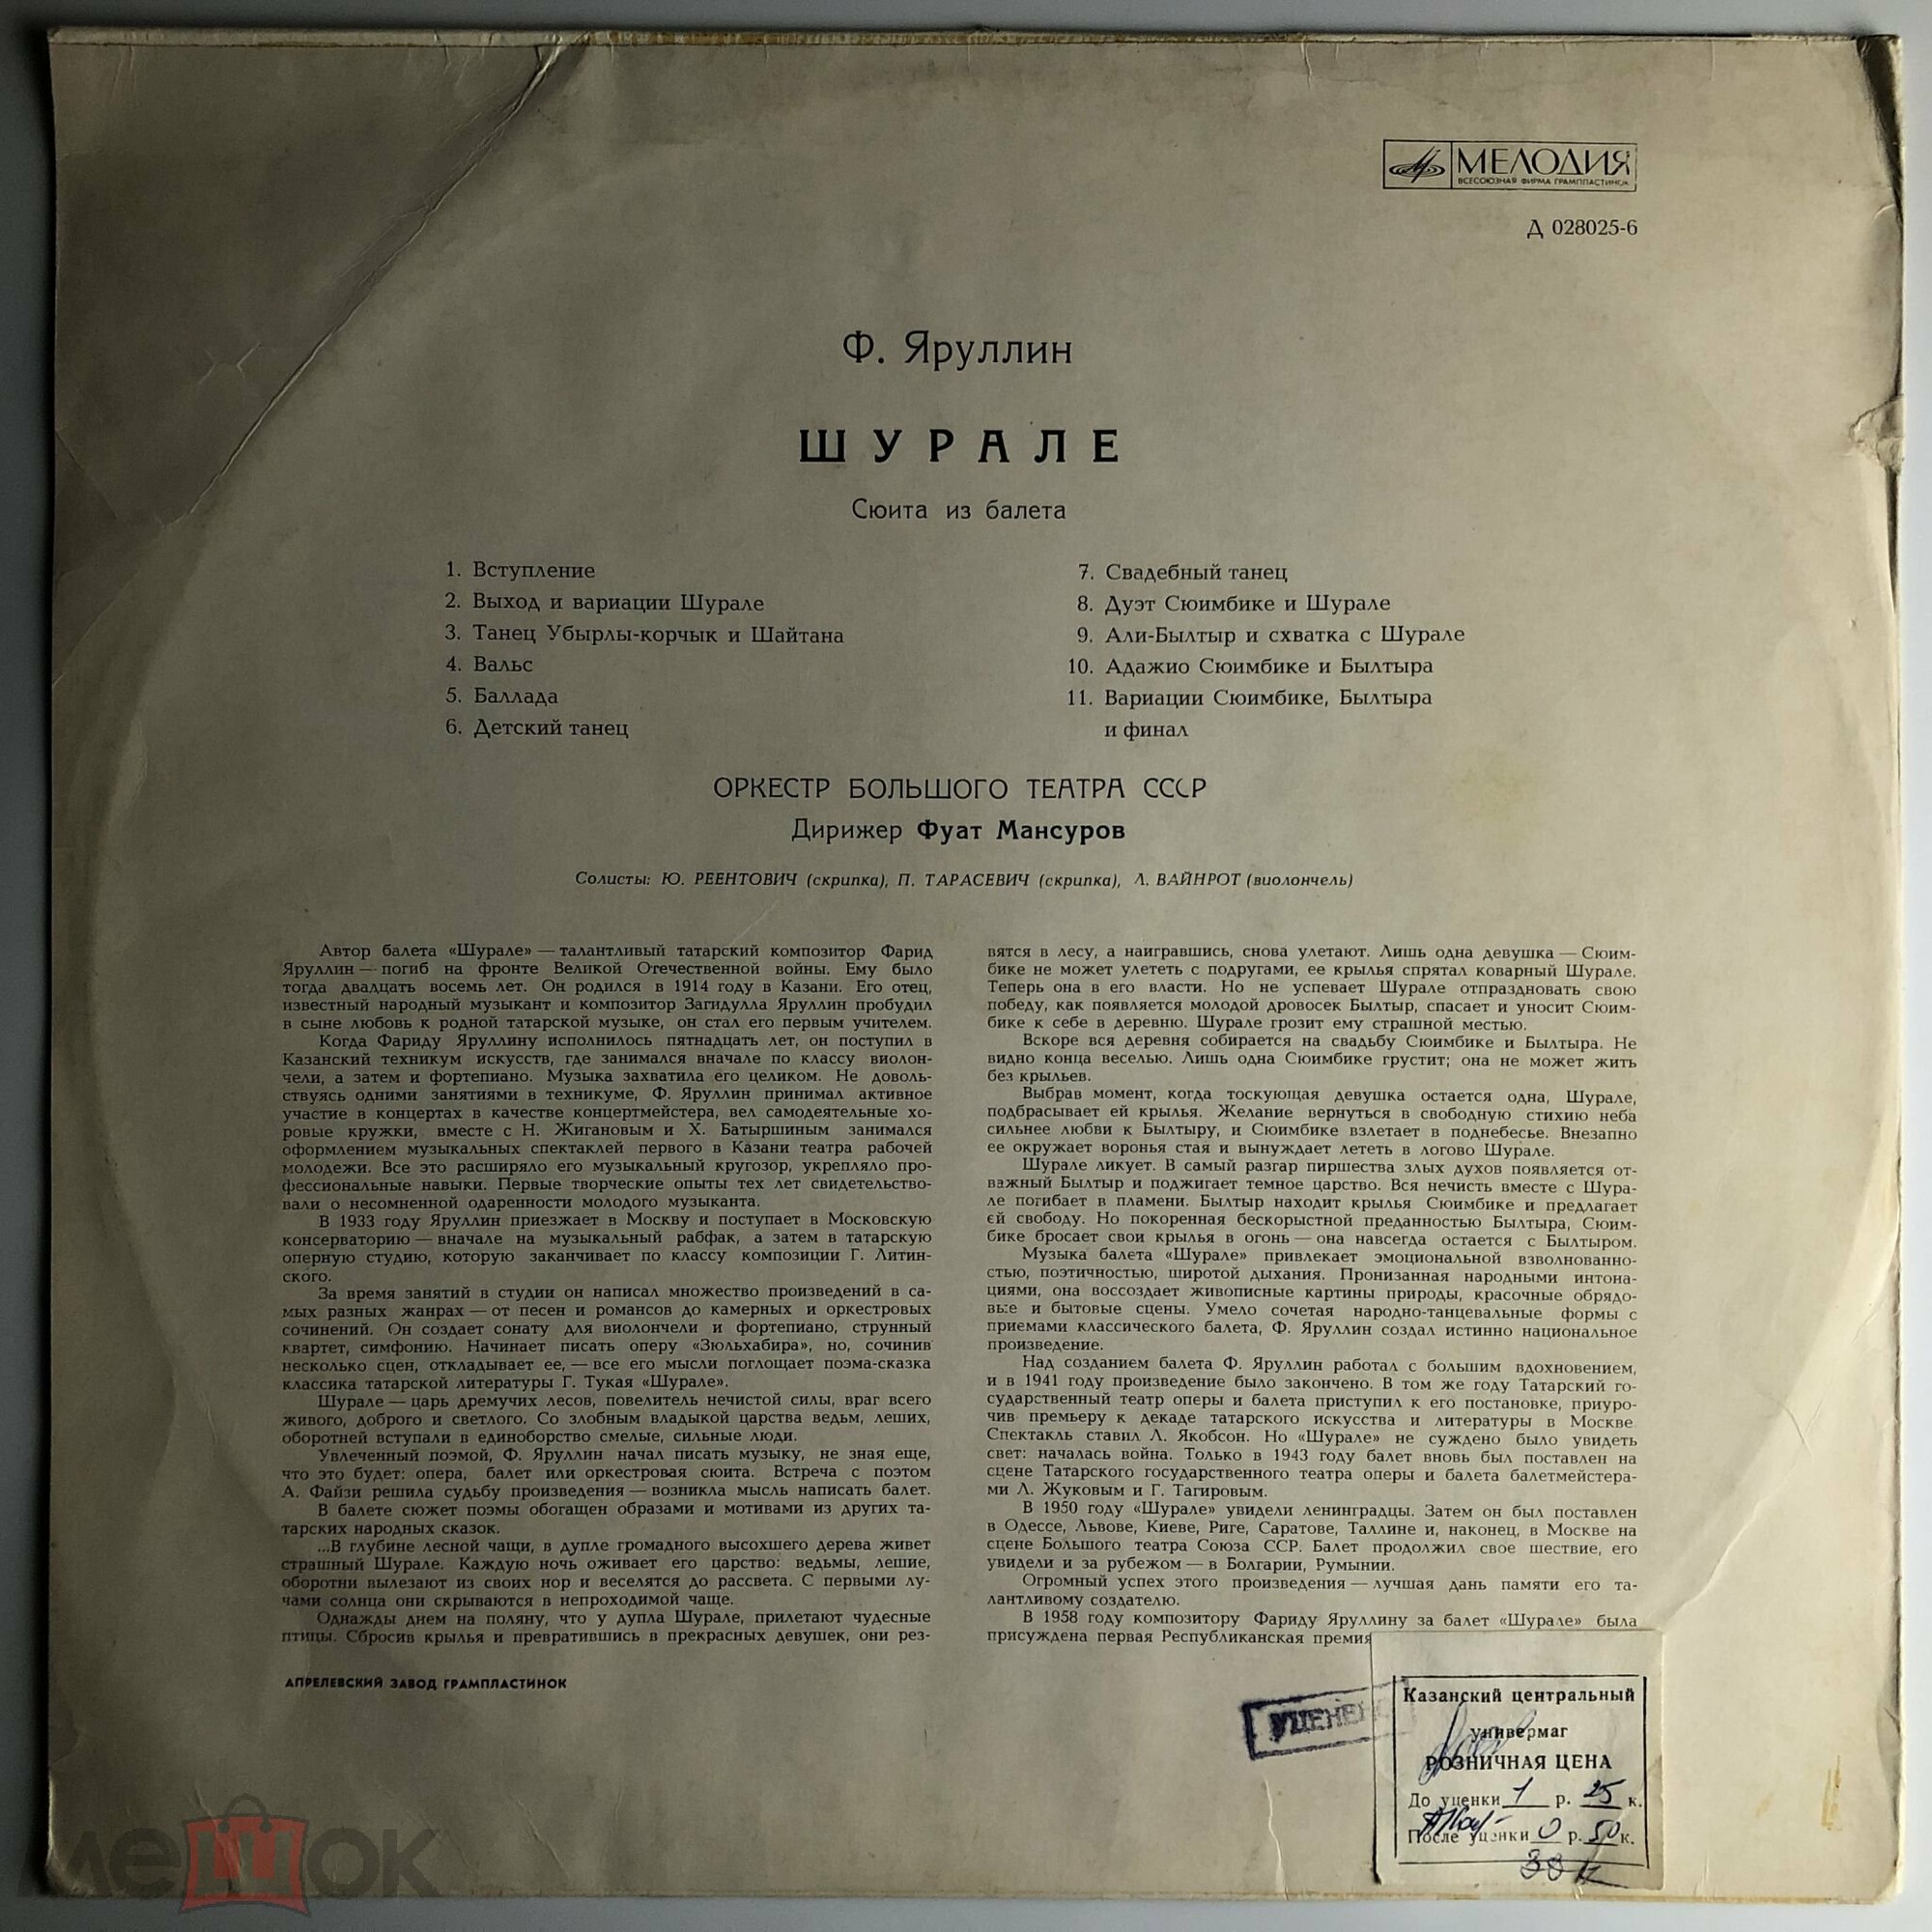 МЕЛОДИЯ
ВСЕСОЮЗНАЯ ФИРМА ГРАМПЛАСТИНОК
Д 028025-6
Ф. Яруллин
ШУРАЛЕ
Сюита из балета
1. Вступление
2. Выход и вариации Шурале
3. Танец Убырлы-корчык и Шайтана
4. Вальс
5. Баллада
6. Детский танец
7. Свадебный танец
8. Дуэт Сюимбике и Шурале
9. Али-Былтыр и схватка с Шурале
10. Адажио Сюимбике и Былтыра
11. Вариации Сюимбике, Былтыра
и финал
ОРКЕСТР БОЛЬШОГО ТЕАТРА СССР
Дирижер Фуат Мансуров
Солисты: Ю. РЕЕНТОВИЧ (скрипка), П. ТАРАСЕВИЧ (скрипка), Л. ВАЙНРОТ (виолончель)
Автор балета «Шурале» — талантливый татарский композитор Фарид
Яруллин — погиб на фронте Великой Отечественной войны. Ему было
тогда двадцать восемь лет. Он родился в 1914 году в Казани. Его отец,
известный народный музыкант и композитор Загидулла Яруллин пробудил
в сыне любовь к родной татарской музыке, он стал его первым учителем.
Когда Фариду Яруллину исполнилось пятнадцать лет, он поступил в
Казанский техникум искусств, где занимался вначале по классу виолон-
чели, а затем и фортепиано. Музыка захватила его целиком. Не доволь-
ствуясь одними занятиями в техникуме, Ф. Яруллин принимал активное
участие в концертах в качестве концертмейстера, вел самодеятельные хо-
ровые кружки, вместе с Н. Жигановым и Х. Батыршиным занимался
оформлением музыкальных спектаклей первого в Казани театра рабочей
молодежи. Все это расширяло его музыкальный кругозор, укрепляло про-
фессиональные навыки. Первые творческие опыты тех лет свидетельство-
вали о несомненной одаренности молодого музыканта.
В 1933 году Яруллин приезжает в Москву и поступает в Московскую
консерваторию — вначале на музыкальный рабфак, а затем в татарскую
оперную студию, которую заканчивает по классу композиции Г. Литин-
ского.
За время занятий в студии он написал множество произведений в са-
мых разных жанрах — от песен и романсов до камерных и оркестровых
сочинений. Он создает сонату для виолончели и фортепиано, струнный
квартет, симфонию. Начинает писать оперу «Зюльхабира», но, сочинив
несколько сцен, откладывает ее, — все его мысли поглощает поэма-сказка
классика татарской литературы Г. Тукая «Шурале».
Шурале — царь дремучих лесов, повелитель нечистой силы, враг всего
живого, доброго и светлого. Со злобным владыкой царства ведьм, леших,
оборотней вступали в единоборство смелые, сильные люди.
Увлеченный поэмой, Ф. Яруллин начал писать музыку, не зная еще,
что это будет: опера, балет или оркестровая сюита. Встреча с поэтом
А. Файзи решила судьбу произведения — возникла мысль написать балет.
В балете сюжет поэмы обогащен образами и мотивами из других та-
тарских народных сказок.
...В глубине лесной чащи, в дупле громадного высохшего дерева живет
страшный Шурале. Каждую ночь оживает его царство: ведьмы, лешие,
оборотни вылезают из своих нор и веселятся до рассвета. С первыми лу-
чами солнца они скрываются в непроходимой чаще.
Однажды днем на поляну, что у дупла Шурале, прилетают чудесные
птицы. Сбросив крылья и превратившись в прекрасных девушек, они рез-
вятся в лесу, а наигравшись, снова улетают. Лишь одна девушка — Сюим-
бике не может улететь с подругами, ее крылья спрятал коварный Шурале.
Теперь она в его власти. Но не успевает Шурале отпраздновать свою
победу, как появляется молодой дровосек Былтыр, спасает и уносит Сюим-
бике к себе в деревню. Шурале грозит ему страшной местью.
Вскоре вся деревня собирается на свадьбу Сюимбике и Былтыра. Не
видно конца веселью. Лишь одна Сюимбике грустит; она не может жить
без крыльев.
Выбрав момент, когда тоскующая девушка остается одна, Шурале,
подбрасывает ей крылья. Желание вернуться в свободную стихию неба
сильнее любви к Былтыру, и Сюимбике взлетает в поднебесье. Внезапно
ее окружает воронья стая и вынуждает лететь в логово Шурале.
Шурале ликует. В самый разгар пиршества злых духов появляется от-
важный Былтыр и поджигает темное царство. Вся нечисть вместе с Шура-
ле погибает в пламени. Былтыр находит крылья Сюимбике и предлагает
ей свободу. Но покоренная бескорыстной преданностью Былтыра, Сюим-
бике бросает свои крылья в огонь — она навсегда остается с Былтыром.
Музыка балета «Шурале» привлекает эмоциональной взволнованно-
стью, поэтичностью, широтой дыхания. Пронизанная народными интона-
циями, она воссоздает живописные картины природы, красочные обрядо-
вые и бытовые сцены. Умело сочетая народно-танцевальные формы с
приемами классического балета, Ф. Яруллин создал истинно национальное
произведение.
Над созданием балета Ф. Яруллин работал с большим вдохновением,
и в 1941 году произведение было закончено. В том же году Татарский го-
сударственный театр оперы и балета приступил к его постановке, приуро-
чив премьеру к декаде татарского искусства и литературы в Москве
Спектакль ставил Л. Якобсон. Но «Шурале» не суждено было увидеть
свет: началась война. Только в 1943 году балет вновь был поставлен на
сцене Татарского государственного театра оперы и балета балетмейстера-
ми Л. Жуковым и Г. Тагировым.
В 1950 году «Шурале» увидели ленинградцы. Затем он был поставлен
в Одессе, Львове, Киеве, Риге, Саратове, Таллине и, наконец, в Москве на
сцене Большого театра Союза ССР. Балет продолжил свое шествие, его
увидели и за рубежом — в Болгарии, Румынии.
Огромный успех этого произведения — лучшая дань памяти его та-
лантливому создателю.
В 1958 году композитору Фариду Яруллину за балет «Шурале» была
присуждена первая Республиканская премия
АПРЕЛЕВСКИЙ ЗАВОД ГРАМПЛАСТИНОК
УЦЕНЕ
Казанский центральный
универмаг
РОЗНИЧНАЯ ЦЕНА
До уценки 1 р. 25 к.
После уценки 0 р. 50 к.
38 к
мешок